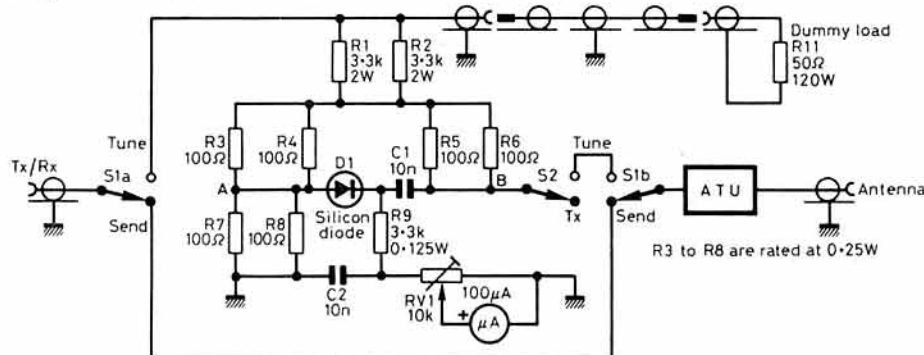 R1
3·3k
2W
R2
3·3k
2W
Dummy load
R11
50Ω
120W
Tune
R3
100Ω
R4
100Ω
D1
C1
10n
R5
100Ω
R6
100Ω
Tune
Tx/Rx
S1a
A
B
S2
S1b
ATU
Antenna
Send
R7
100Ω
R8
100Ω
Silicon
diode
R9
3·3k
0·125W
Tx
Send
R3 to R8 are rated at 0·25W
C2
10n
RV1
10k
100µA
+
µA